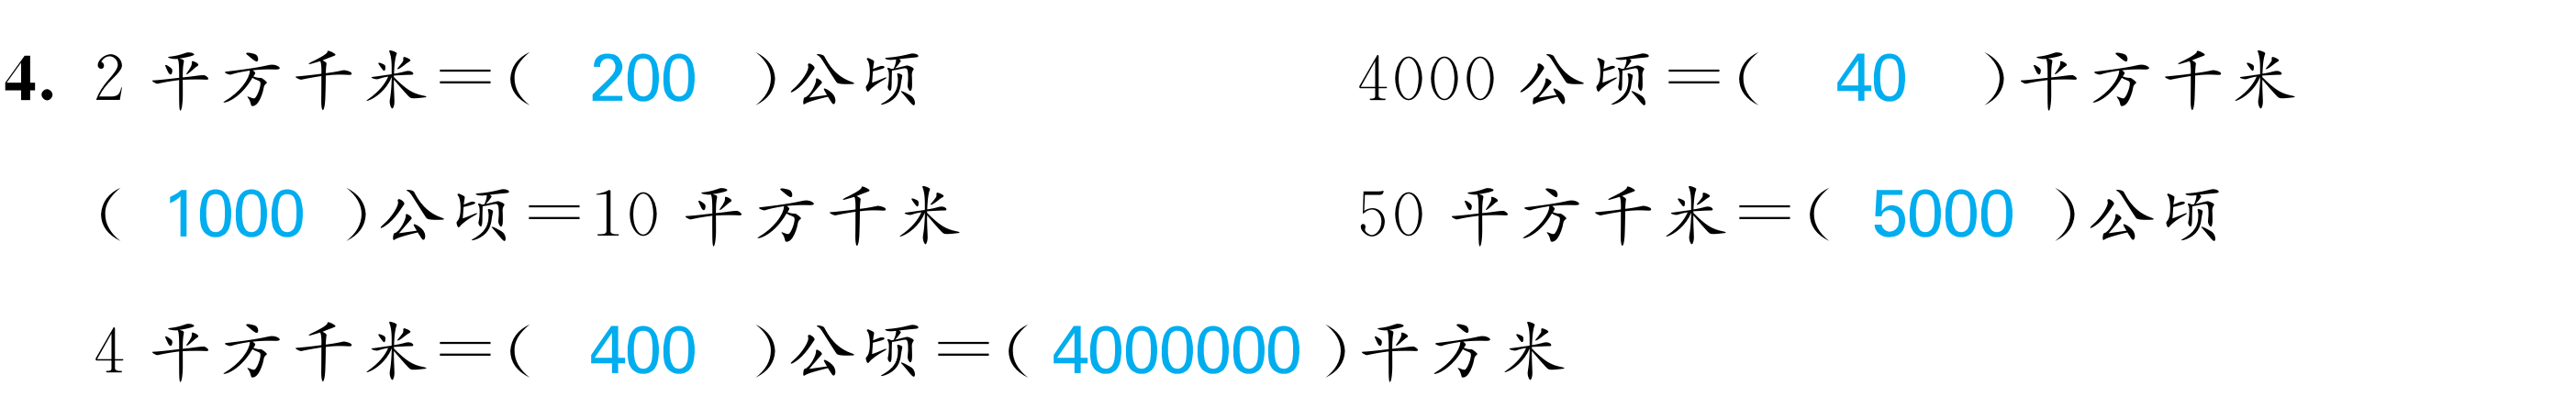 4. 2 平方千米=( 200 )公顷 4000 公顷=( 40 )平方千米
( 1000 )公顷=10 平方千米 50 平方千米=( 5000 )公顷
4 平方千米=( 400 )公顷=( 4000000 )平方米